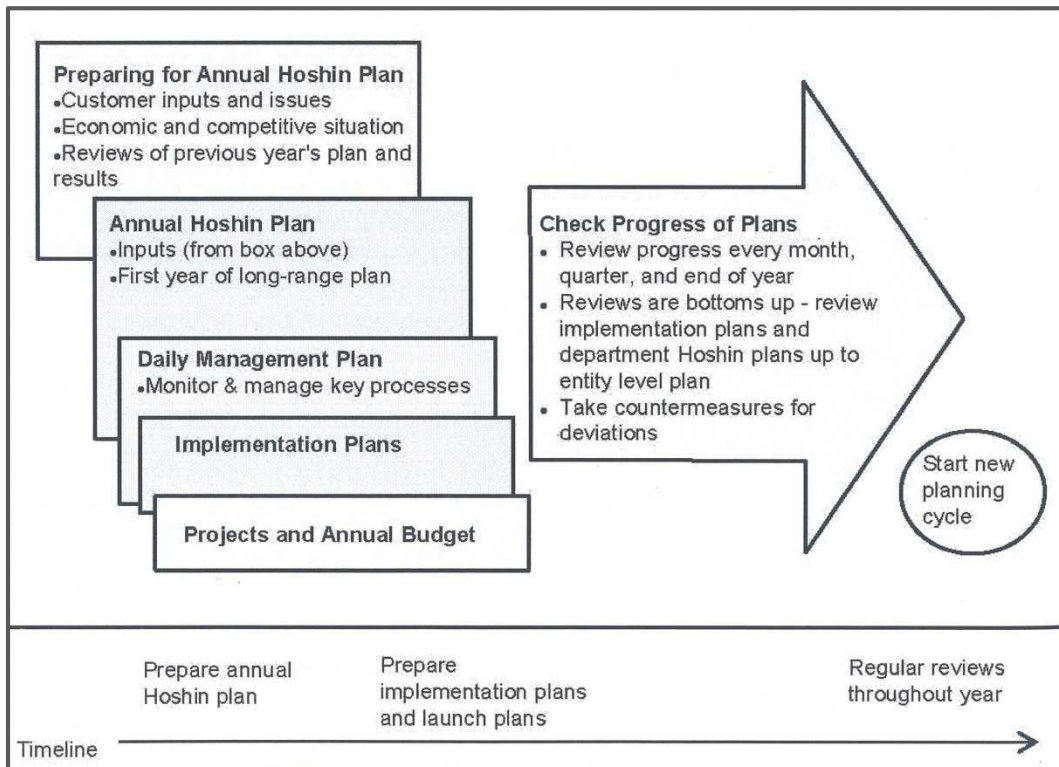 Preparing for Annual Hoshin Plan
•Customer inputs and issues
•Economic and competitive situation
•Reviews of previous year's plan and
results
Annual Hoshin Plan
•Inputs (from box above)
•First year of long-range plan
Daily Management Plan
•Monitor & manage key processes
Implementation Plans
Projects and Annual Budget
Check Progress of Plans
• Review progress every month,
quarter, and end of year
• Reviews are bottoms up - review
implementation plans and
department Hoshin plans up to
entity level plan
• Take countermeasures for
deviations
Start new
planning
cycle
Prepare annual
Hoshin plan
Prepare
implementation plans
and launch plans
Regular reviews
throughout year
Timeline